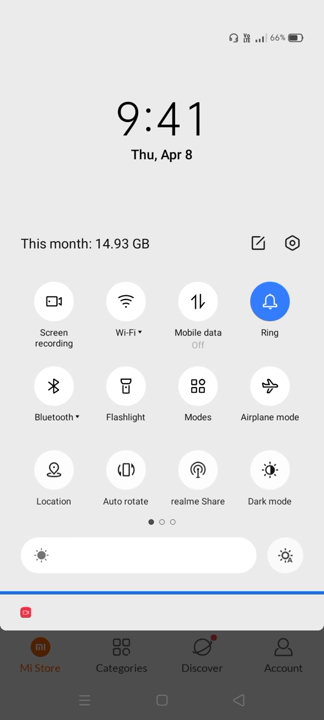 66%
9:41
Thu, Apr 8
This month: 14.93 GB
Screen recording
Wi-Fi
Mobile data
Off
Ring
Bluetooth
Flashlight
Modes
Airplane mode
Location
Auto rotate
realme Share
Dark mode
Mi Store
Categories
Discover
Account